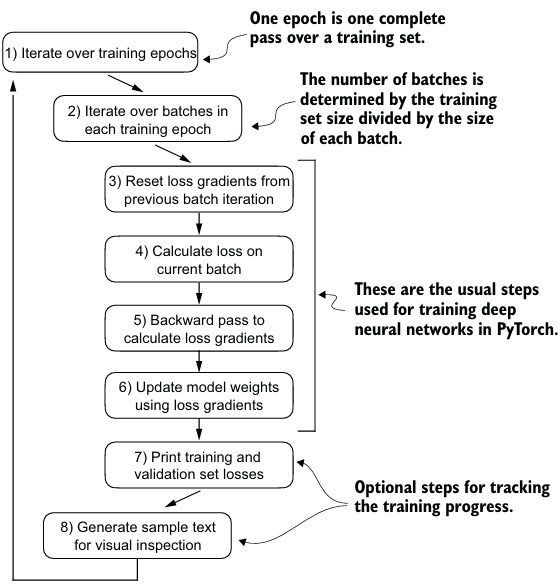 One epoch is one complete
pass over a training set.
1) Iterate over training epochs
The number of batches is
determined by the training
set size divided by the size
of each batch.
2) Iterate over batches in
each training epoch
3) Reset loss gradients from
previous batch iteration
4) Calculate loss on
current batch
These are the usual steps
used for training deep
neural networks in PyTorch.
5) Backward pass to
calculate loss gradients
6) Update model weights
using loss gradients
7) Print training and
validation set losses
Optional steps for tracking
the training progress.
8) Generate sample text
for visual inspection